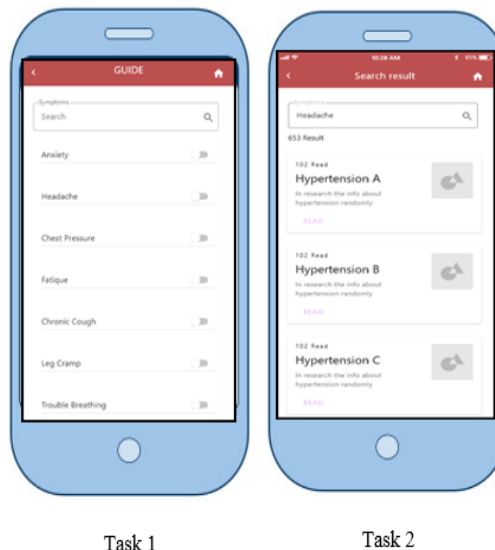 GUIDE
Symptoms
Search
Anxiety
Headache
Chest Pressure
Fatique
Chronic Cough
Leg Cramp
Trouble Breathing
Task 1
10:28 AM
61%
Search result
Symptoms
Headache
653 Result
102 Read
Hypertension A
In research the info about
hypertension randomly
READ
102 Read
Hypertension B
In research the info about
hypertension randomly
READ
102 Read
Hypertension C
In research the info about
hypertension randomly
READ
Task 2